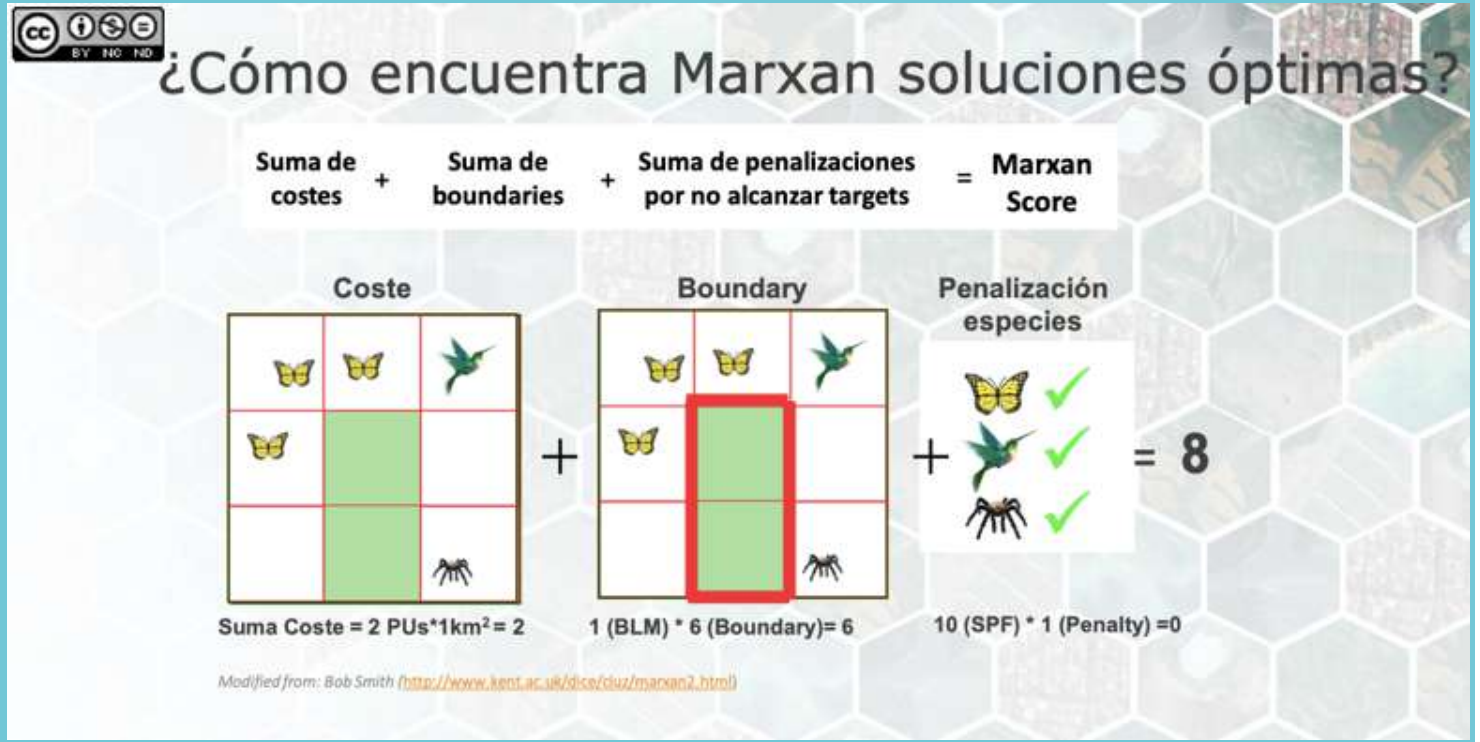 cc BY NC ND
¿Cómo encuentra Marxan soluciones óptimas?
Suma de costes + Suma de boundaries + Suma de penalizaciones por no alcanzar targets = Marxan Score
Coste
Boundary
Penalización especies
+ + = 8
Suma Coste = 2 PUs*1km²= 2
1 (BLM) * 6 (Boundary)= 6
10 (SPF) * 1 (Penalty) =0
Modified from: Bob Smith (http://www.kent.ac.uk/dice/cluz/marxan2.html)